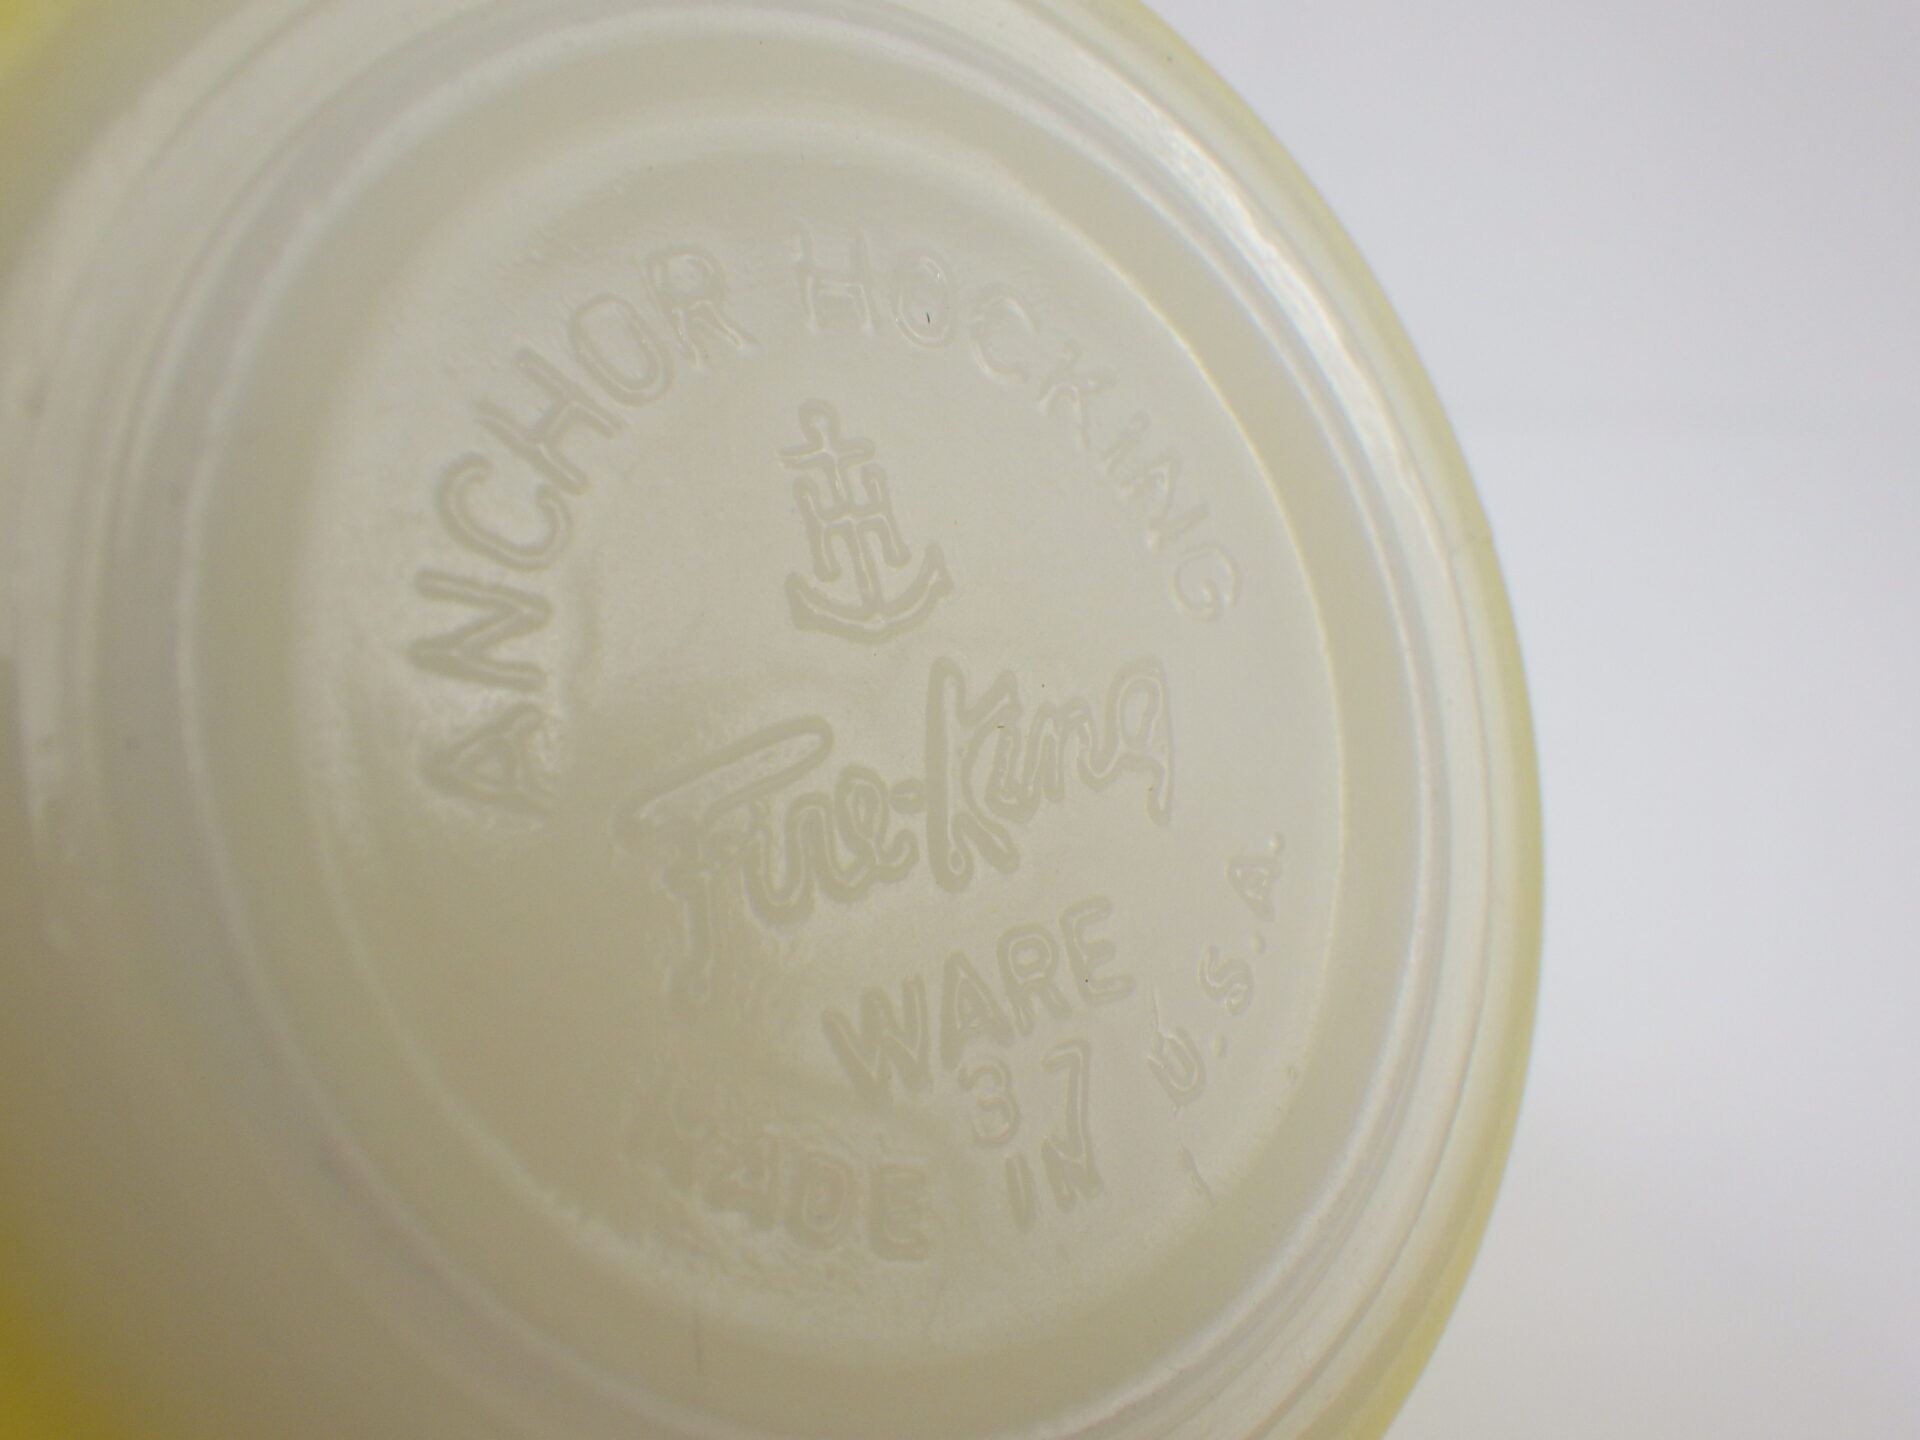 ANCHOR HOCKING
Fire-King
WARE
37
MADE IN U.S.A.